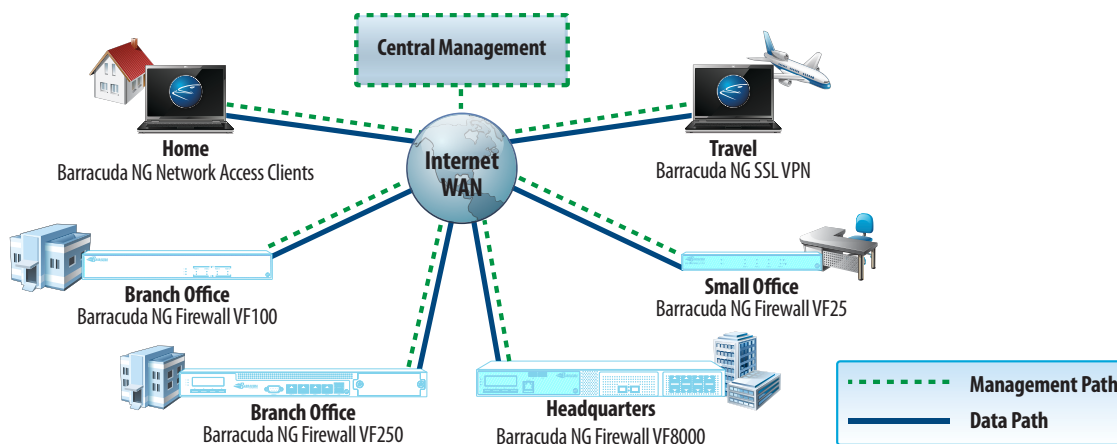 Central Management
Home
Barracuda NG Network Access Clients
Travel
Barracuda NG SSL VPN
Internet
WAN
Branch Office
Barracuda NG Firewall VF100
Small Office
Barracuda NG Firewall VF25
Branch Office
Barracuda NG Firewall VF250
Headquarters
Barracuda NG Firewall VF8000
Management Path
Data Path